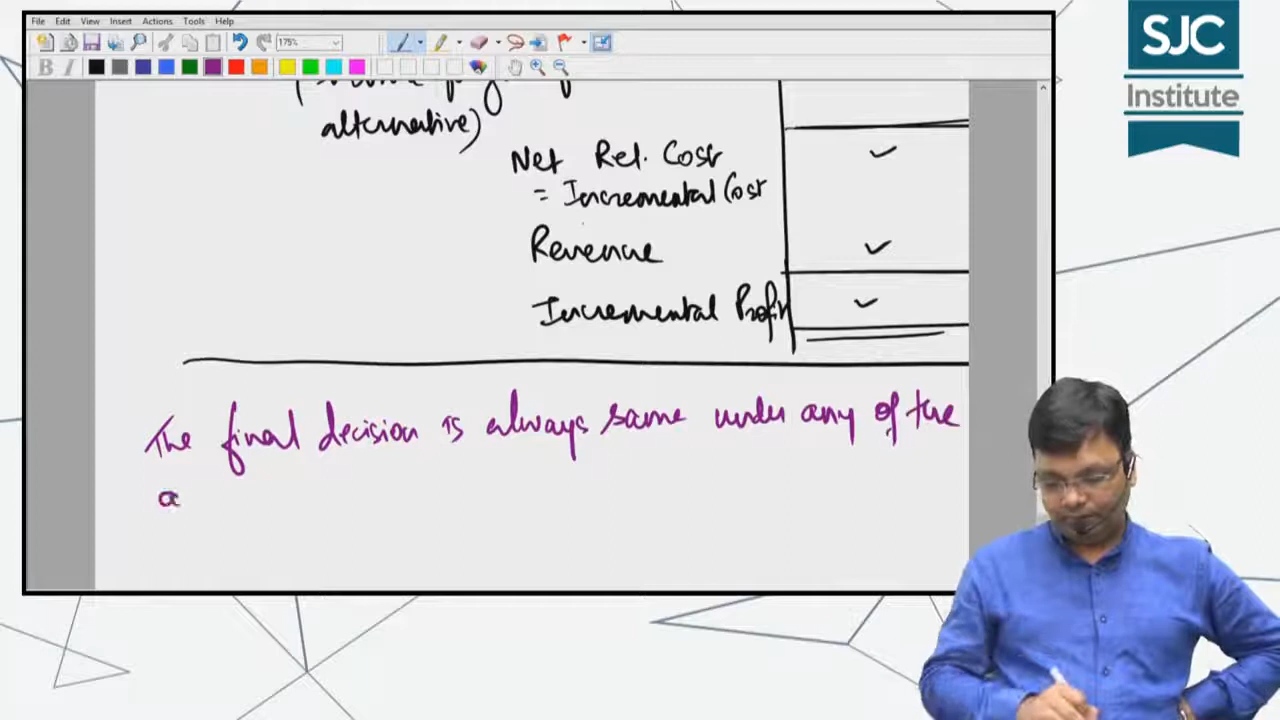 File Edit View Insert Actions Tools Help
175%
B I
alternative)
Net Rel. Cost
= Incremental Cost
Revenue
Incremental Profit
The final decision is always same under any of the
a
SJC
Institute